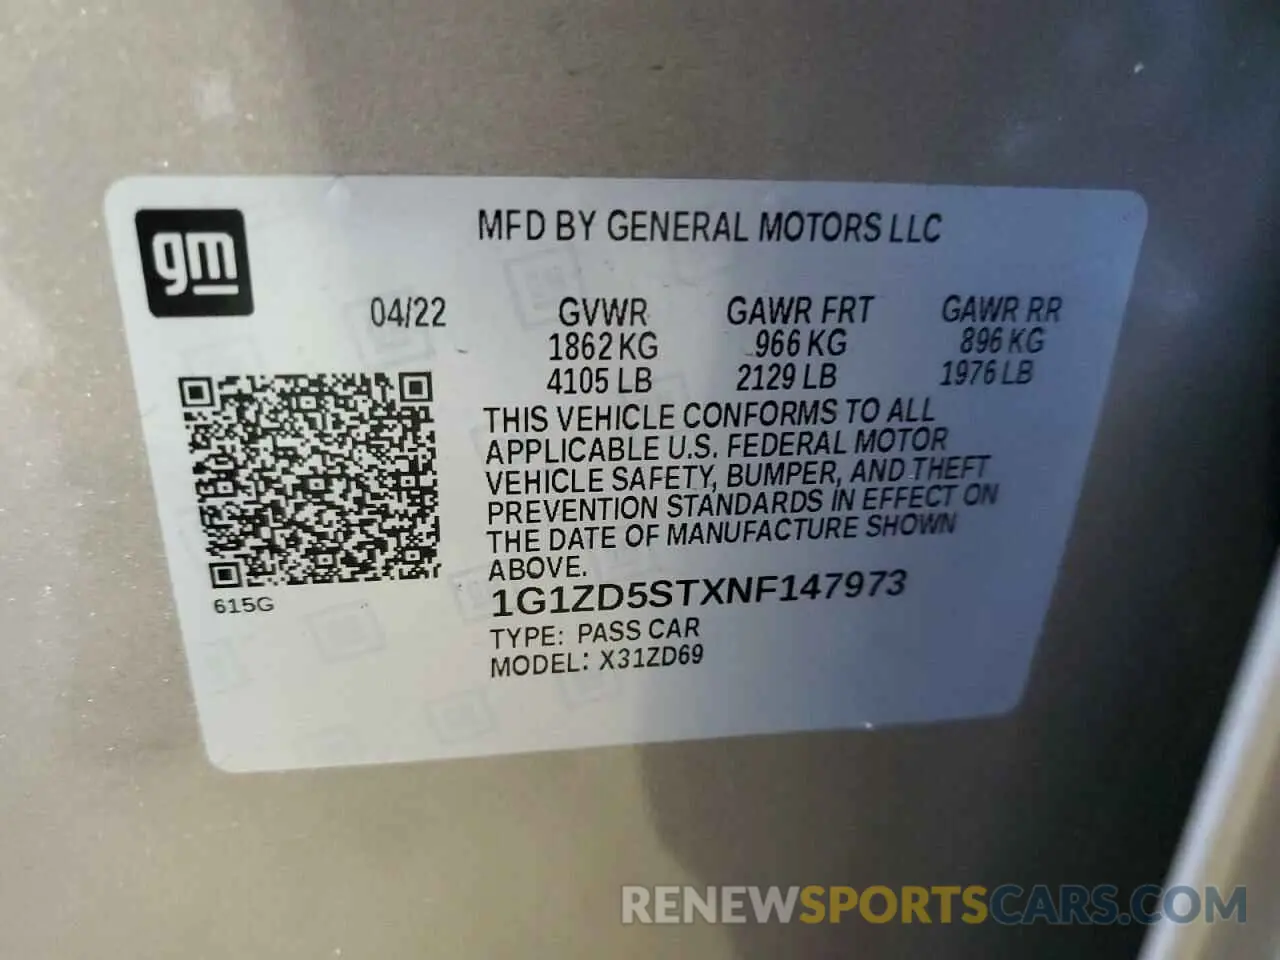 gm
MFD BY GENERAL MOTORS LLC
04/22 GVWR GAWR FRT GAWR RR
1862 KG 966 KG 896 KG
4105 LB 2129 LB 1976 LB
THIS VEHICLE CONFORMS TO ALL
APPLICABLE U.S. FEDERAL MOTOR
VEHICLE SAFETY, BUMPER, AND THEFT
PREVENTION STANDARDS IN EFFECT ON
THE DATE OF MANUFACTURE SHOWN
ABOVE.
615G
1G1ZD5STXNF147973
TYPE: PASS CAR
MODEL: X31ZD69
RENEWSPORTSCARS.COM